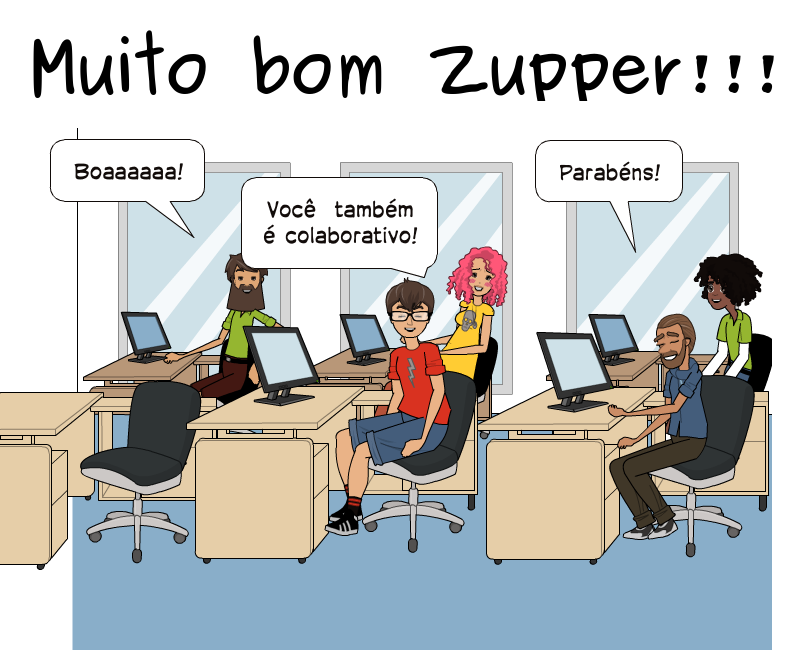 Muito bom Zupper!!!
Boaaaaaa!
Você também
é colaborativo!
Parabéns!